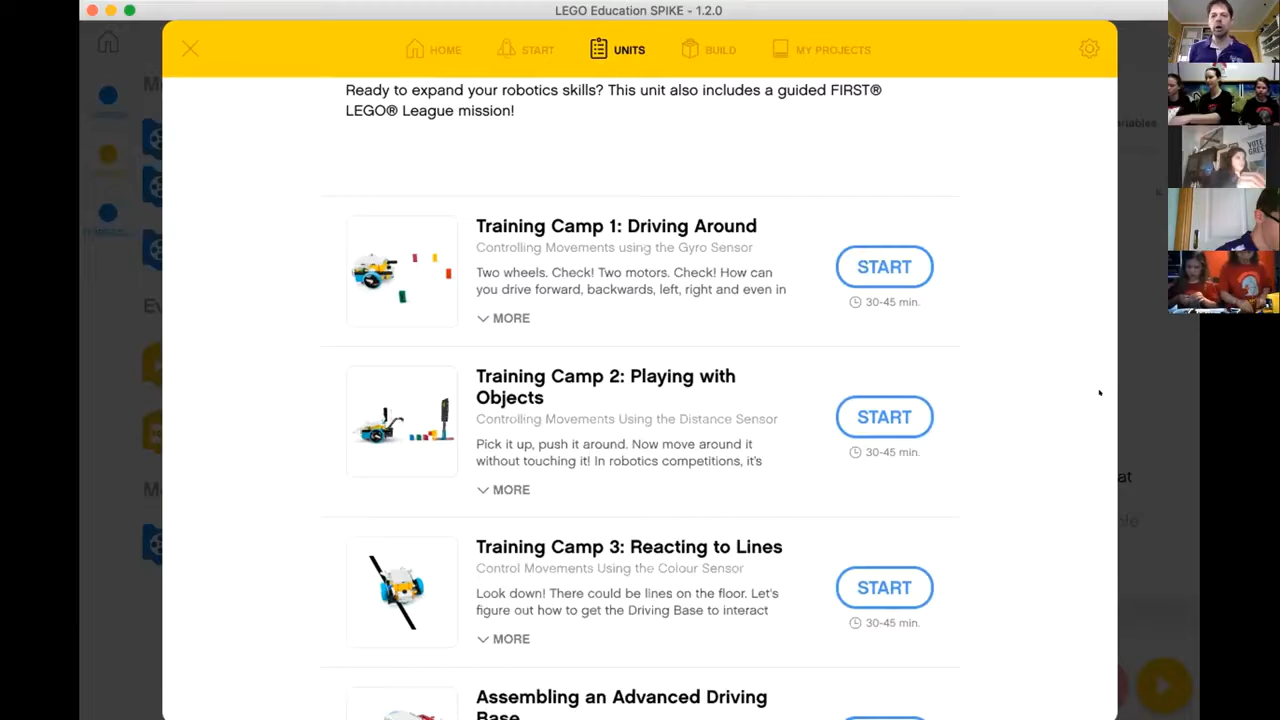 LEGO Education SPIKE - 1.2.0
HOME
START
UNITS
BUILD
MY PROJECTS
Ready to expand your robotics skills? This unit also includes a guided FIRST®
LEGO® League mission!
Training Camp 1: Driving Around
Controlling Movements using the Gyro Sensor
Two wheels. Check! Two motors. Check! How can
you drive forward, backwards, left, right and even in
MORE
START
30-45 min.
Training Camp 2: Playing with
Objects
Controlling Movements Using the Distance Sensor
Pick it up, push it around. Now move around it
without touching it! In robotics competitions, it's
MORE
START
30-45 min.
Training Camp 3: Reacting to Lines
Control Movements Using the Colour Sensor
Look down! There could be lines on the floor. Let's
figure out how to get the Driving Base to interact
MORE
START
30-45 min.
Assembling an Advanced Driving
Base
VOTE